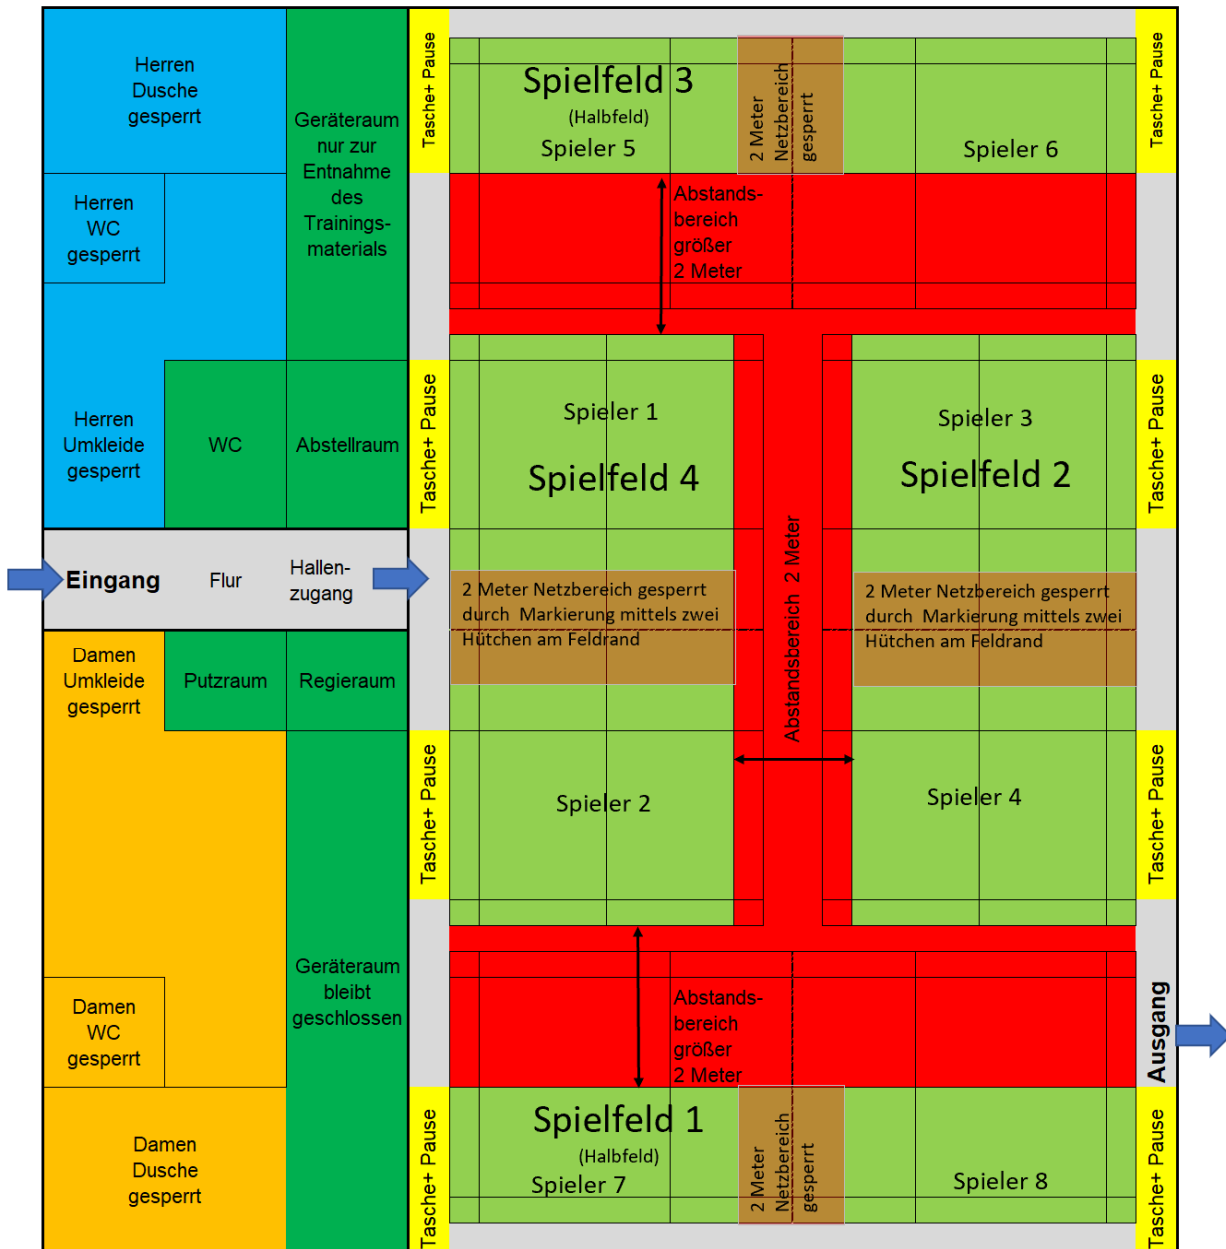 Herren
Dusche
gesperrt
Geräteraum
nur zur
Entnahme
des
Trainings-
materials
Herren
WC
gesperrt
Herren
Umkleide
gesperrt
WC
Abstellraum
Eingang
Flur
Hallen-
zugang
Damen
Umkleide
gesperrt
Putzraum
Regieraum
Geräteraum
bleibt
geschlossen
Damen
WC
gesperrt
Damen
Dusche
gesperrt
Tasche+ Pause
Tasche+ Pause
Tasche+ Pause
Tasche+ Pause
Spielfeld 3
(Halbfeld)
Spieler 5
2 Meter
Netzbereich
gesperrt
Spieler 6
Abstands-
bereich
größer
2 Meter
Spieler 1
Spielfeld 4
2 Meter Netzbereich gesperrt
durch Markierung mittels zwei
Hütchen am Feldrand
Spieler 2
Abstandsbereich 2 Meter
Spieler 3
Spielfeld 2
2 Meter Netzbereich gesperrt
durch Markierung mittels zwei
Hütchen am Feldrand
Spieler 4
Abstands-
bereich
größer
2 Meter
Spielfeld 1
(Halbfeld)
Spieler 7
2 Meter
Netzbereich
gesperrt
Spieler 8
Tasche+ Pause
Tasche+ Pause
Tasche+ Pause
Ausgang
Tasche+ Pause